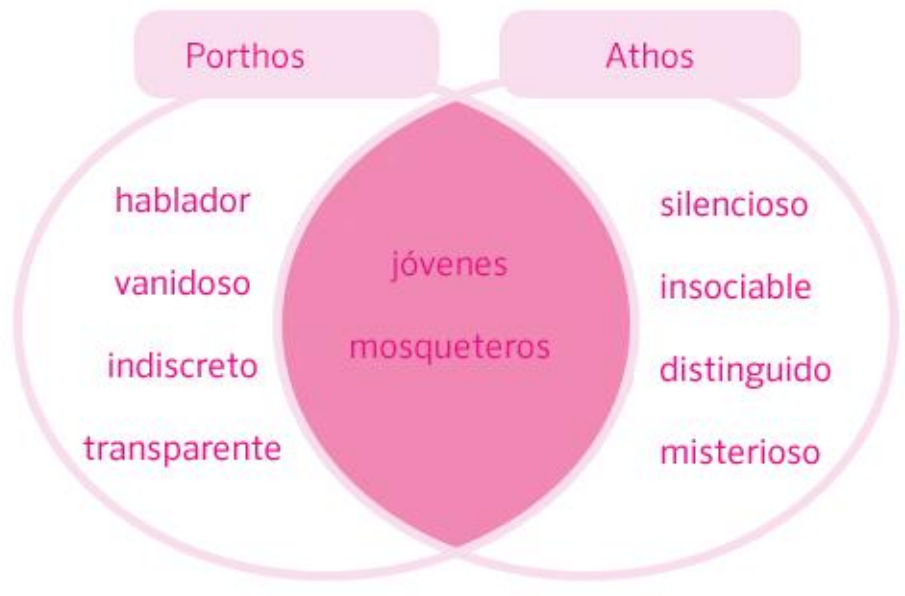 Porthos
Athos
hablador
vanidoso
indiscreto
transparente
jóvenes
mosqueteros
silencioso
insociable
distinguido
misterioso